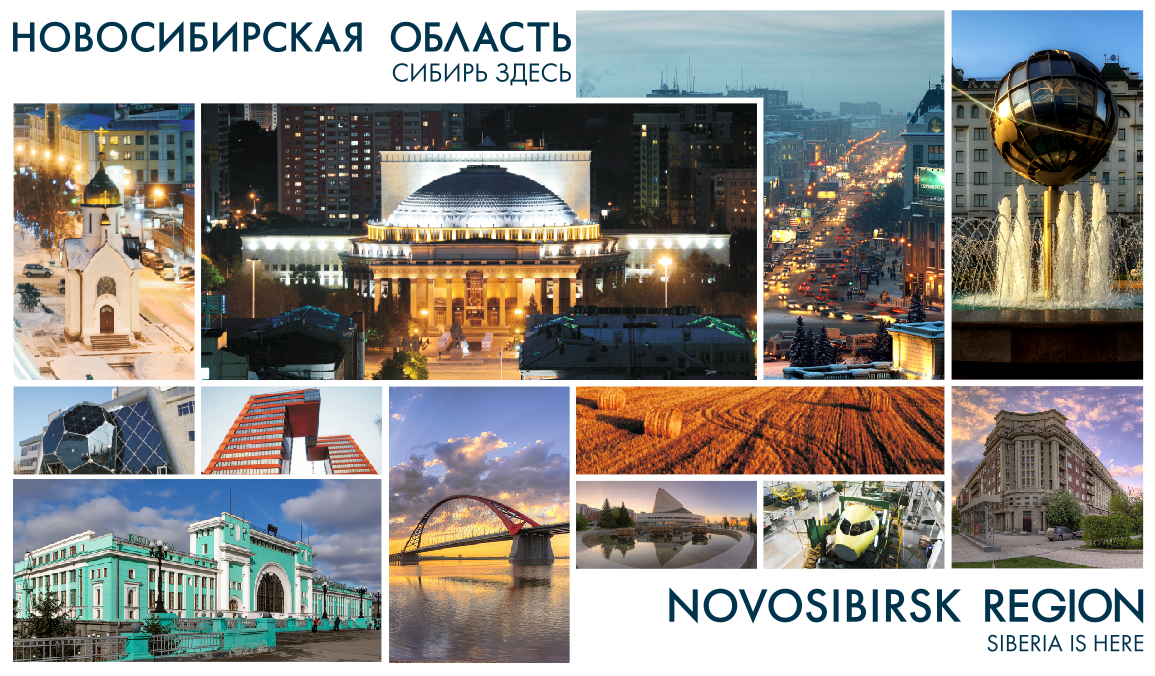 НОВОСИБИРСКАЯ ОБЛАСТЬ
СИБИРЬ ЗДЕСЬ
NOVOSIBIRSK REGION
SIBERIA IS HERE